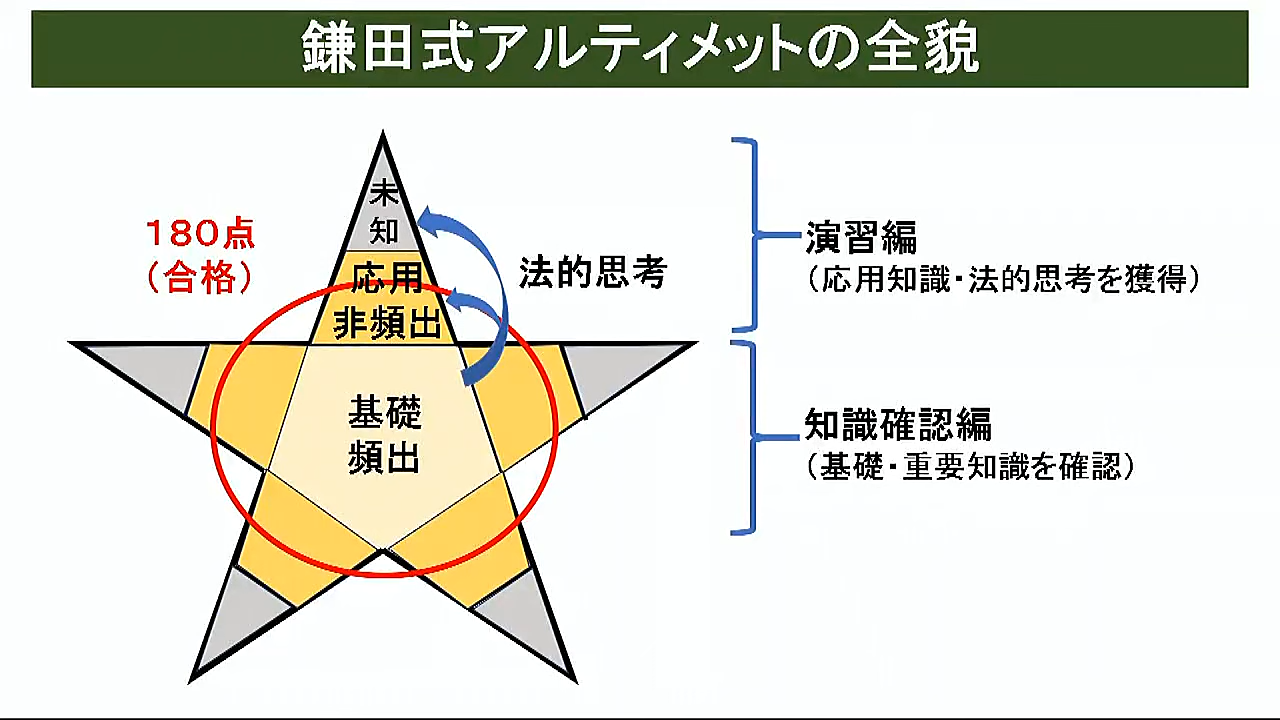 鎌田式アルティメットの全貌
未
知
180点
(合格)
応用
非頻出
法的思考
演習編
(応用知識・法的思考を獲得)
基礎
頻出
知識確認編
(基礎・重要知識を確認)